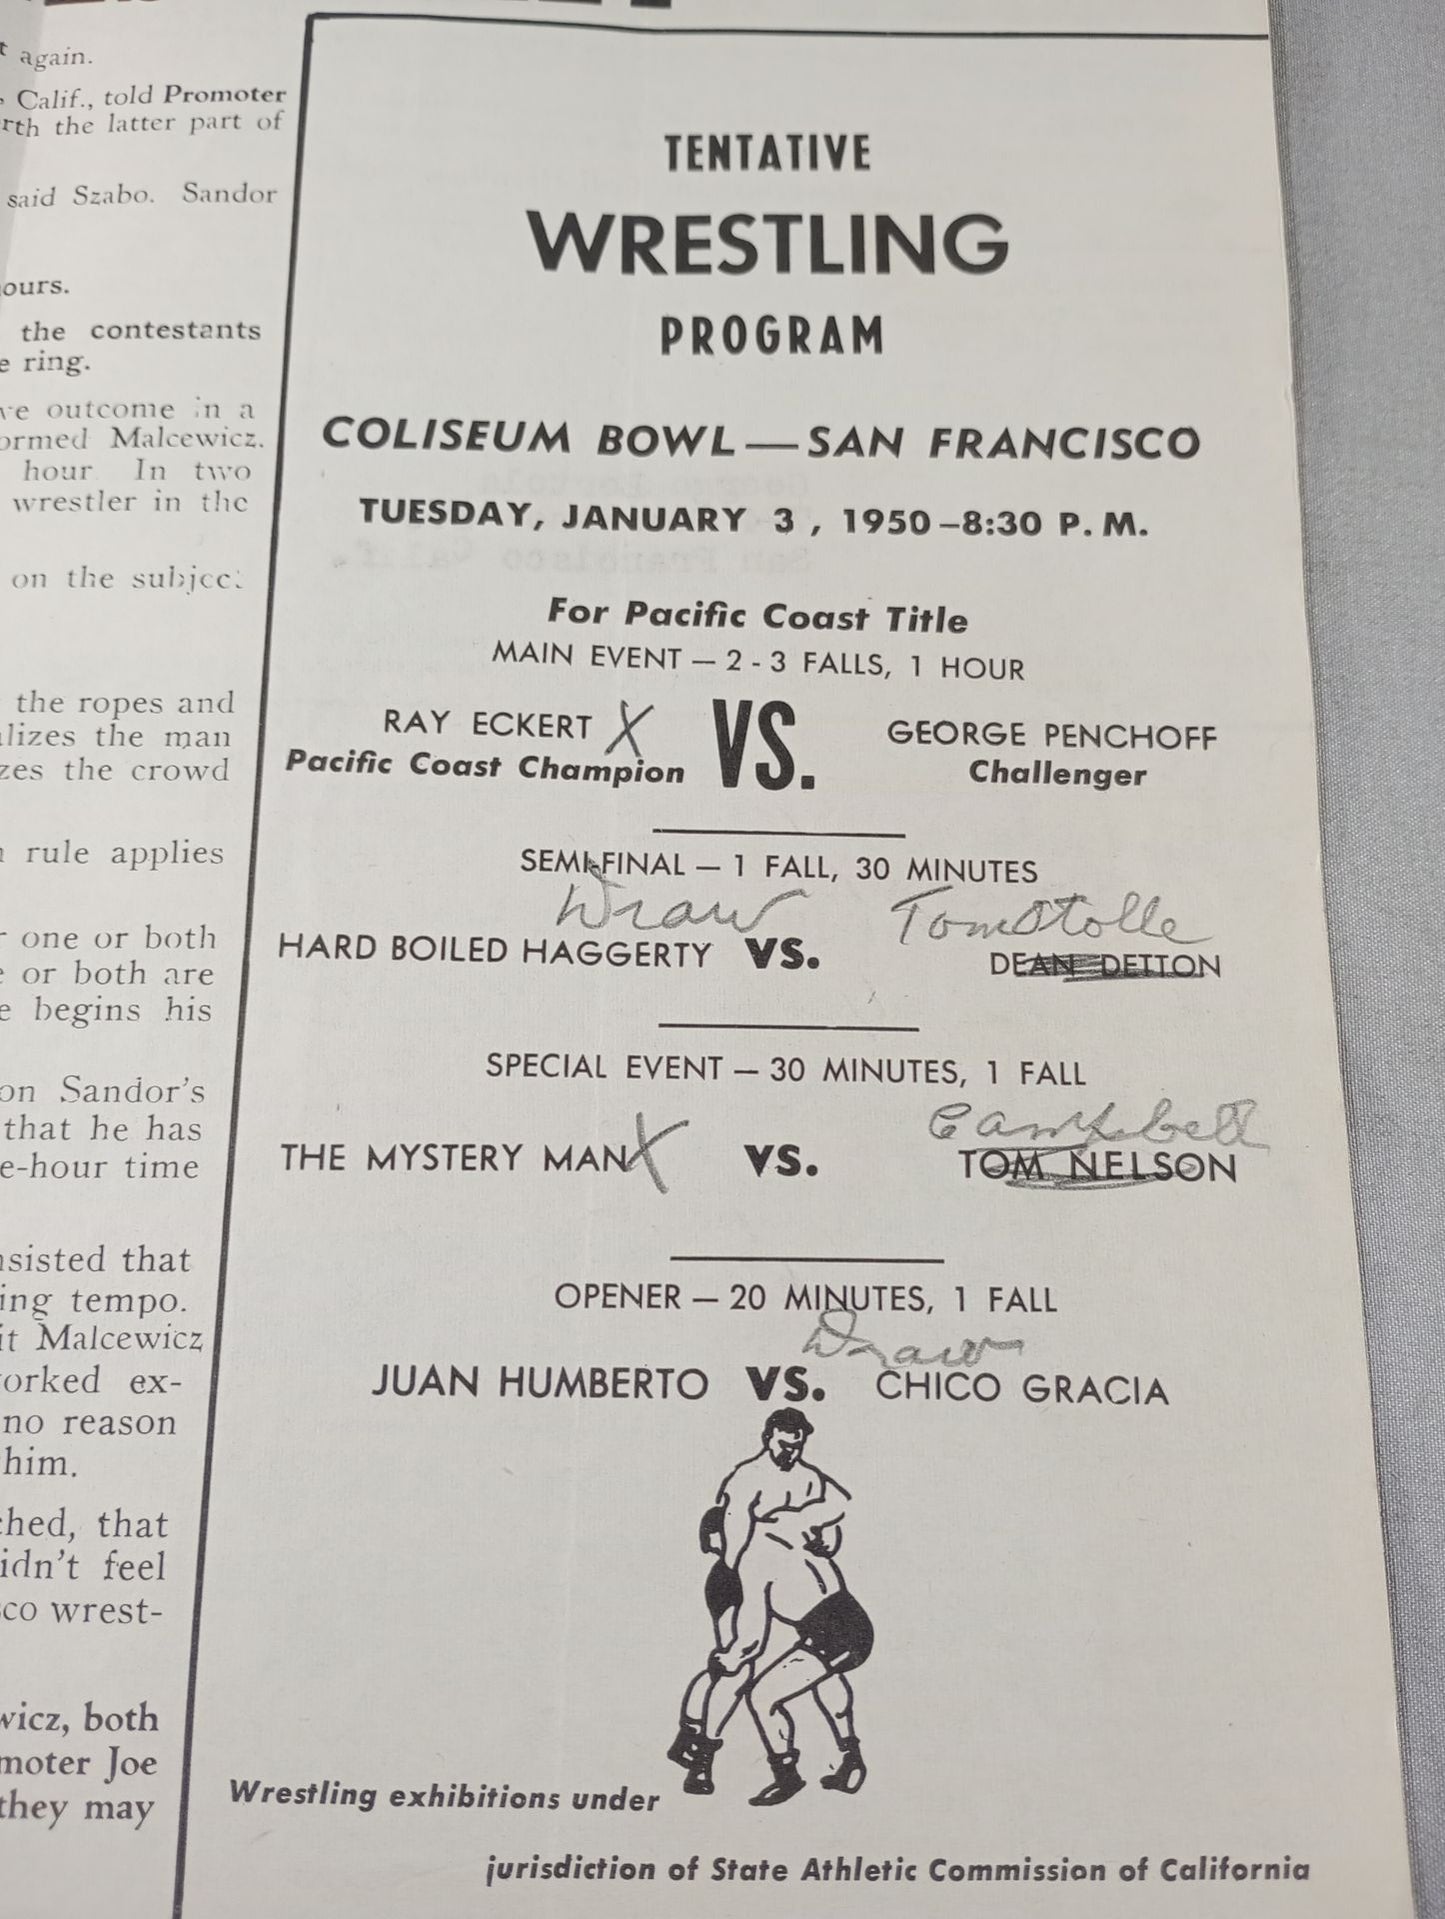 again.
Calif., told Promoter
rth the latter part of
said Szabo. Sandor
ours.
the contestants
e ring.
ve outcome in a
ormed Malcewicz.
hour In two
wrestler in the
on the subject
the ropes and
lizes the man
zes the crowd
rule applies
one or both
or both are
e begins his
on Sandor's
that he has
e-hour time
nsisted that
ing tempo.
it Malcewicz
orked ex-
no reason
him.
ched, that
idn't feel
sco wrest-
wicz, both
moter Joe
they may
TENTATIVE
WRESTLING
PROGRAM
COLISEUM BOWL—SAN FRANCISCO
TUESDAY, JANUARY 3, 1950–8:30 P.M.
For Pacific Coast Title
MAIN EVENT — 2 - 3 FALLS, 1 HOUR
RAY ECKERT X VS. GEORGE PENCHOFF
Pacific Coast Champion Challenger
SEMI-FINAL — 1 FALL, 30 MINUTES
Draw Tom Stolle
HARD BOILED HAGGERTY VS. DEAN DETTON
SPECIAL EVENT — 30 MINUTES, 1 FALL
Campbell
THE MYSTERY MAN X VS. TOM NELSON
OPENER — 20 MINUTES, 1 FALL
Draw
JUAN HUMBERTO VS. CHICO GRACIA
Wrestling exhibitions under
jurisdiction of State Athletic Commission of California